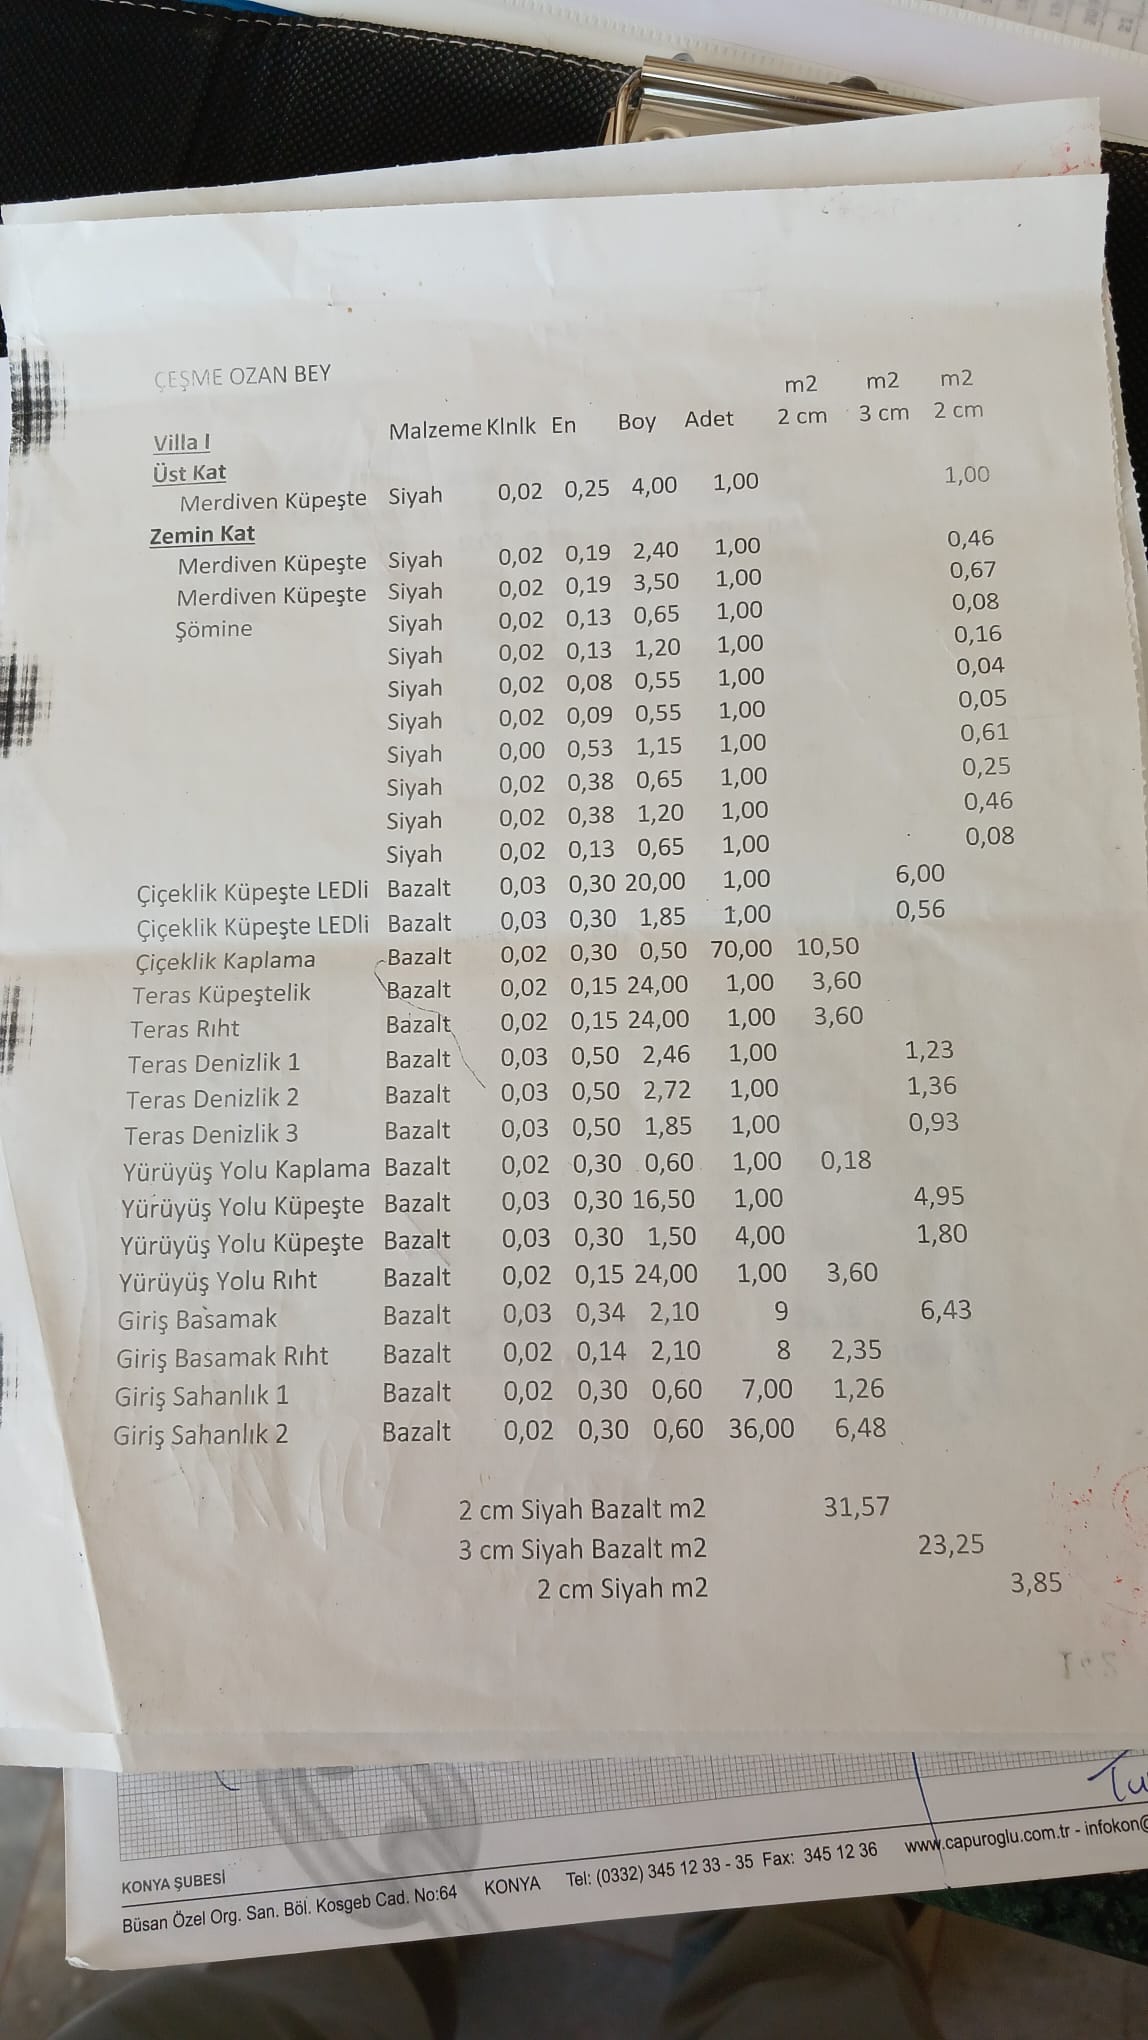 ÇEŞME OZAN BEY
m2 m2 m2
Malzeme Klnlk En Boy Adet 2 cm 3 cm 2 cm
Villa I
Üst Kat
Merdiven Küpeşte Siyah 0,02 0,25 4,00 1,00 1,00
Zemin Kat
Merdiven Küpeşte Siyah 0,02 0,19 2,40 1,00 0,46
Merdiven Küpeşte Siyah 0,02 0,19 3,50 1,00 0,67
Şömine Siyah 0,02 0,13 0,65 1,00 0,08
Siyah 0,02 0,13 1,20 1,00 0,16
Siyah 0,02 0,08 0,55 1,00 0,04
Siyah 0,02 0,09 0,55 1,00 0,05
Siyah 0,00 0,53 1,15 1,00 0,61
Siyah 0,02 0,38 0,65 1,00 0,25
Siyah 0,02 0,38 1,20 1,00 0,46
Siyah 0,02 0,13 0,65 1,00 0,08
Çiçeklik Küpeşte LEDli Bazalt 0,03 0,30 20,00 1,00 6,00
Çiçeklik Küpeşte LEDli Bazalt 0,03 0,30 1,85 1,00 0,56
Çiçeklik Kaplama Bazalt 0,02 0,30 0,50 70,00 10,50
Teras Küpeştelik Bazalt 0,02 0,15 24,00 1,00 3,60
Teras Rıht Bazalt 0,02 0,15 24,00 1,00 3,60
Teras Denizlik 1 Bazalt 0,03 0,50 2,46 1,00 1,23
Teras Denizlik 2 Bazalt 0,03 0,50 2,72 1,00 1,36
Teras Denizlik 3 Bazalt 0,03 0,50 1,85 1,00 0,93
Yürüyüş Yolu Kaplama Bazalt 0,02 0,30 0,60 1,00 0,18
Yürüyüş Yolu Küpeşte Bazalt 0,03 0,30 16,50 1,00 4,95
Yürüyüş Yolu Küpeşte Bazalt 0,03 0,30 1,50 4,00 1,80
Yürüyüş Yolu Rıht Bazalt 0,02 0,15 24,00 1,00 3,60
Giriş Basamak Bazalt 0,03 0,34 2,10 9 6,43
Giriş Basamak Rıht Bazalt 0,02 0,14 2,10 8 2,35
Giriş Sahanlık 1 Bazalt 0,02 0,30 0,60 7,00 1,26
Giriş Sahanlık 2 Bazalt 0,02 0,30 0,60 36,00 6,48
2 cm Siyah Bazalt m2 31,57
3 cm Siyah Bazalt m2 23,25
2 cm Siyah m2 3,85
KONYA ŞUBESİ
Büsan Özel Org. San. Böl. Kosgeb Cad. No:64 KONYA Tel: (0332) 345 12 33 - 35 Fax: 345 12 36 www.capuroglu.com.tr - infokon@